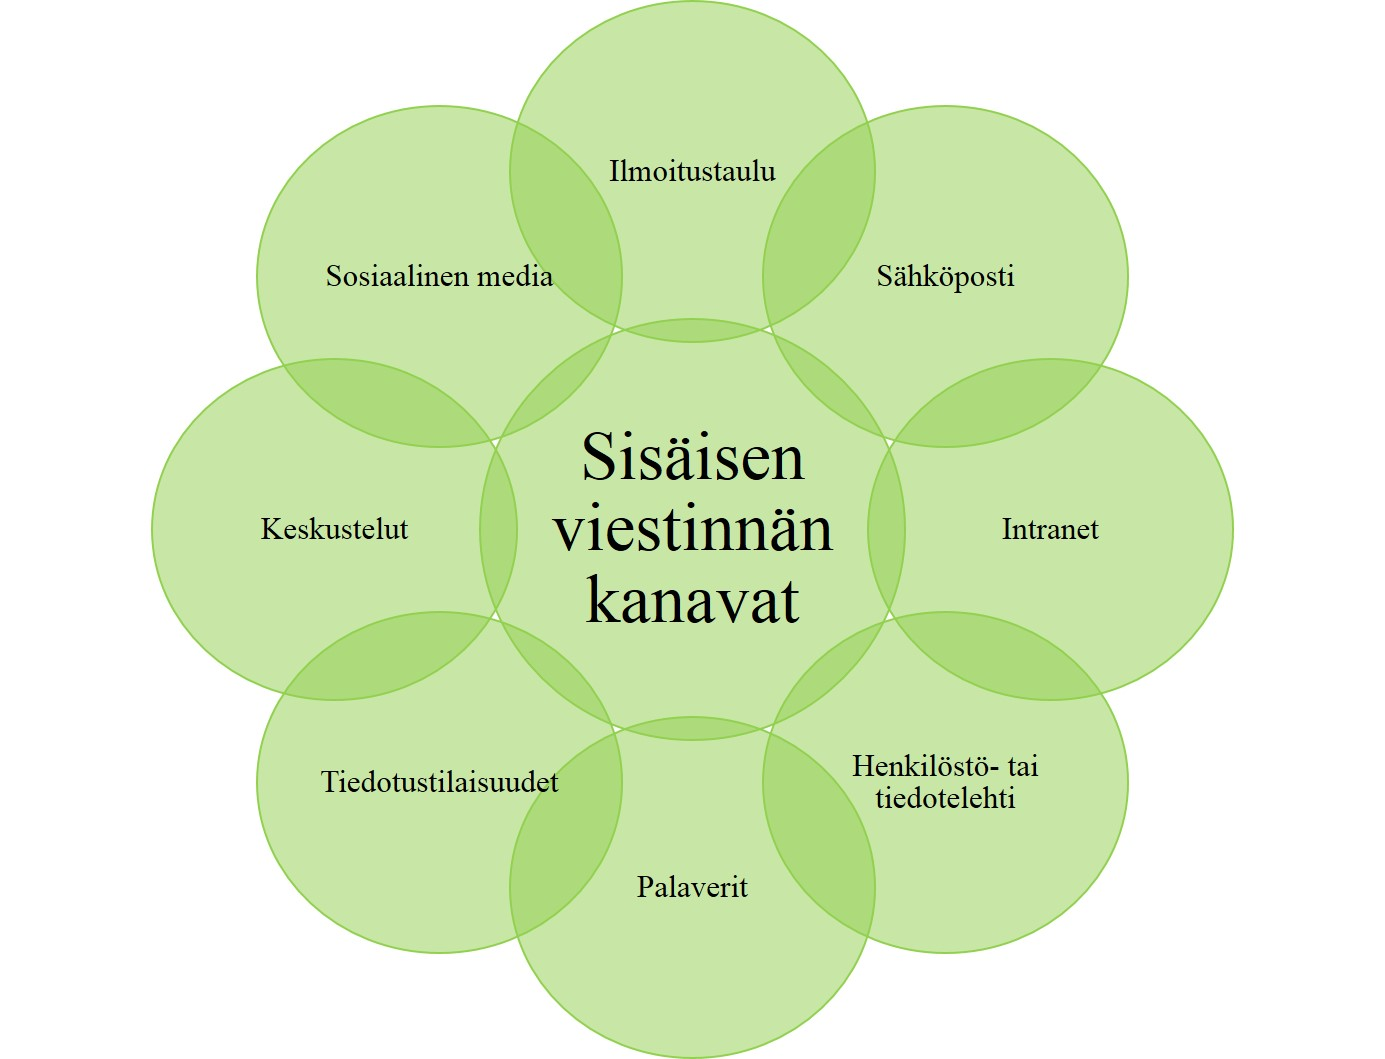 Ilmoitustaulu
Sosiaalinen media
Sähköposti
Sisäisen
viestinnän
kanavat
Keskustelut
Intranet
Tiedotustilaisuudet
Henkilöstö- tai
tiedotelehti
Palaverit